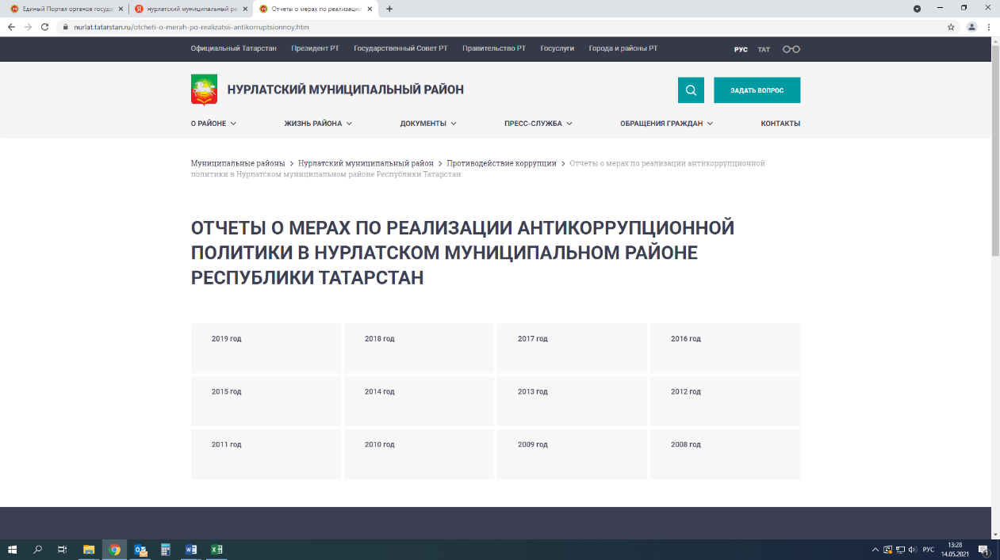 Единый Портал органов госуда
нурлатский муниципальный ра
Отчеты о мерах по реализации
nurlat.tatarstan.ru/otcheti-o-merah-po-realizatsii-antikorruptsionnoy.htm
Официальный Татарстан Президент РТ Государственный Совет РТ Правительство РТ Госуслуги Города и районы РТ РУС ТАТ
НУРЛАТСКИЙ МУНИЦИПАЛЬНЫЙ РАЙОН
ЗАДАТЬ ВОПРОС
О РАЙОНЕ ЖИЗНЬ РАЙОНА ДОКУМЕНТЫ ПРЕСС-СЛУЖБА ОБРАЩЕНИЯ ГРАЖДАН КОНТАКТЫ
Муниципальные районы > Нурлатский муниципальный район > Противодействие коррупции > Отчеты о мерах по реализации антикоррупционной
политики в Нурлатском муниципальном районе Республики Татарстан
ОТЧЕТЫ О МЕРАХ ПО РЕАЛИЗАЦИИ АНТИКОРРУПЦИОННОЙ
ПОЛИТИКИ В НУРЛАТСКОМ МУНИЦИПАЛЬНОМ РАЙОНЕ
РЕСПУБЛИКИ ТАТАРСТАН
2019 год 2018 год 2017 год 2016 год
2015 год 2014 год 2013 год 2012 год
2011 год 2010 год 2009 год 2008 год
РУС
13:28
14.05.2021
1